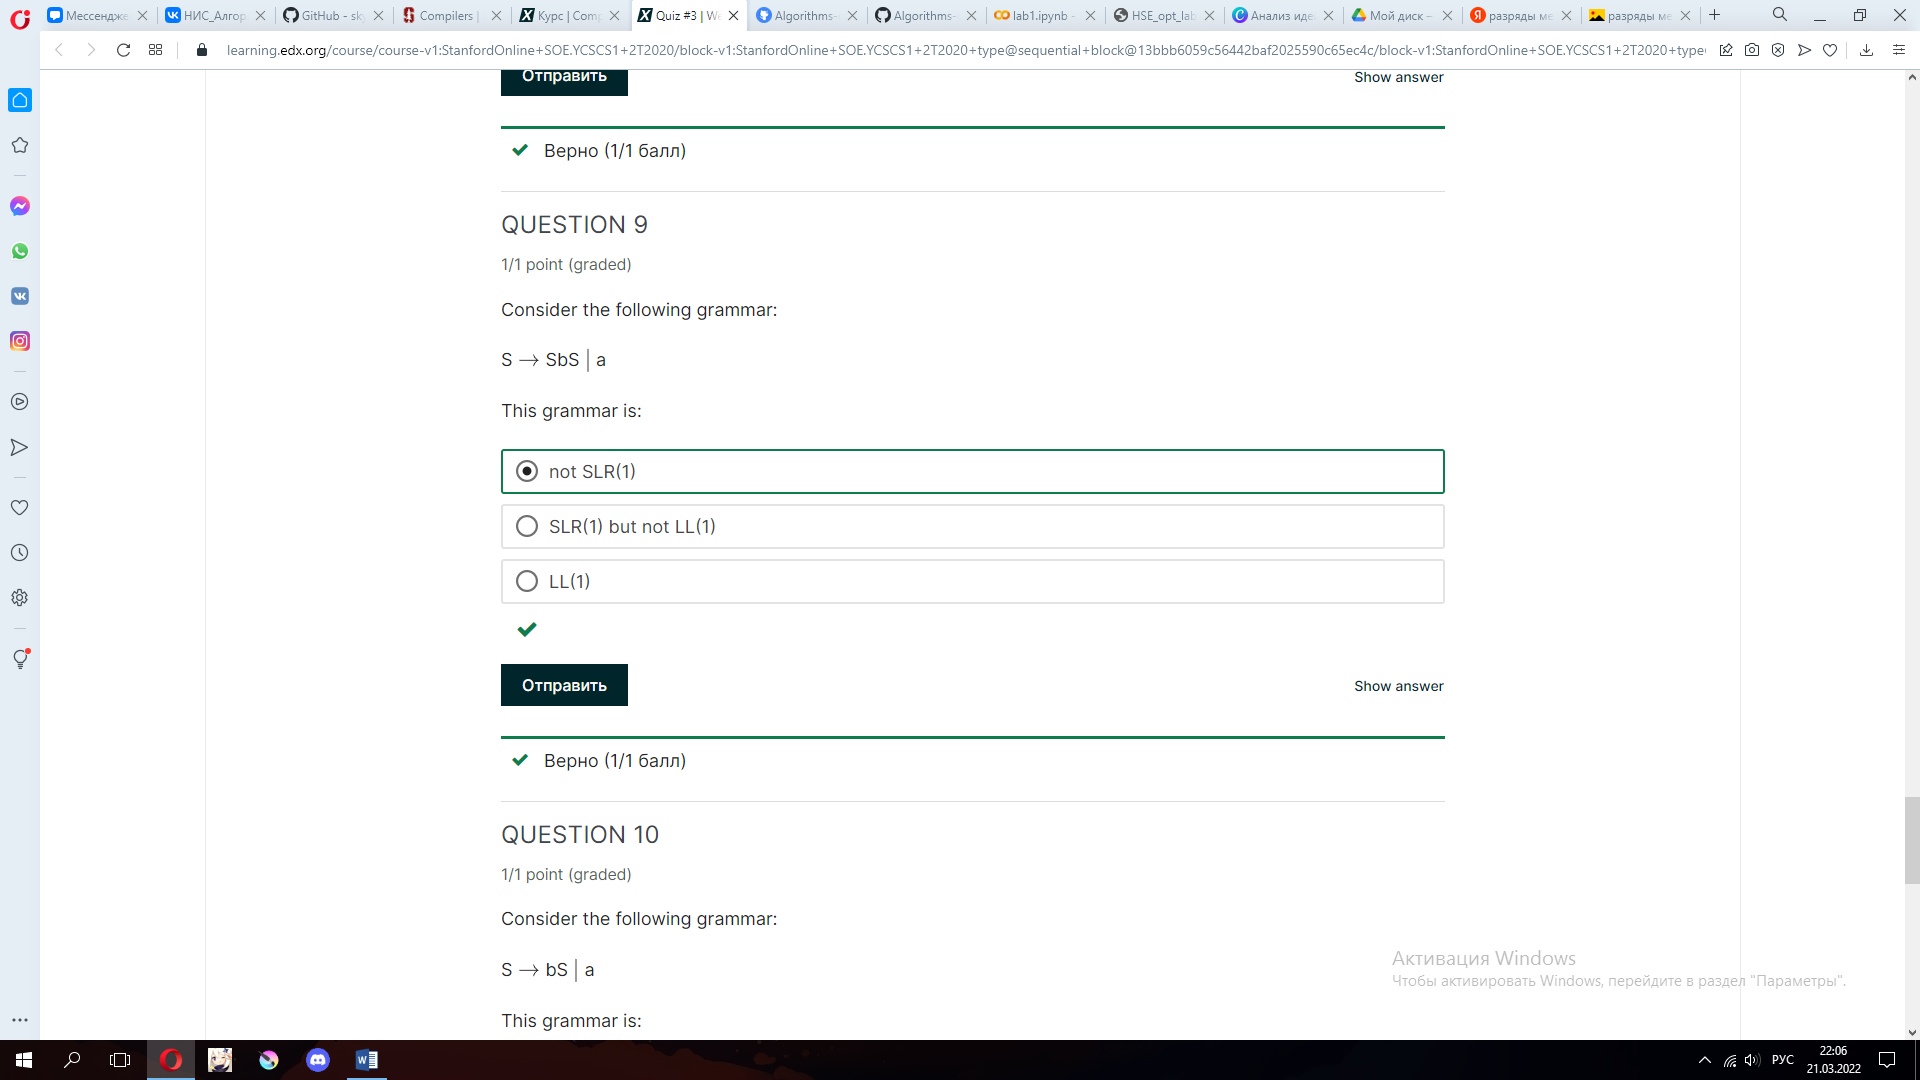 Мессендже
НИС_Алгор
GitHub - sky
Compilers |
Курс | Comp
Quiz #3 | We
Algorithms-
Algorithms-
lab1.ipynb -
HSE_opt_lab
Анализ иде
Мой диск –
разряды ме
разряды ме
learning.edx.org/course/course-v1:StanfordOnline+SOE.YCSCS1+2T2020/block-v1:StanfordOnline+SOE.YCSCS1+2T2020+type@sequential+block@13bbb6059c56442baf2025590c65ec4c/block-v1:StanfordOnline+SOE.YCSCS1+2T2020+type
Отправить
Show answer
Верно (1/1 балл)
QUESTION 9
1/1 point (graded)
Consider the following grammar:
S → SbS | a
This grammar is:
not SLR(1)
SLR(1) but not LL(1)
LL(1)
Отправить
Show answer
Верно (1/1 балл)
QUESTION 10
1/1 point (graded)
Consider the following grammar:
S → bS | a
This grammar is:
Активация Windows
Чтобы активировать Windows, перейдите в раздел "Параметры".
РУС
22:06
21.03.2022